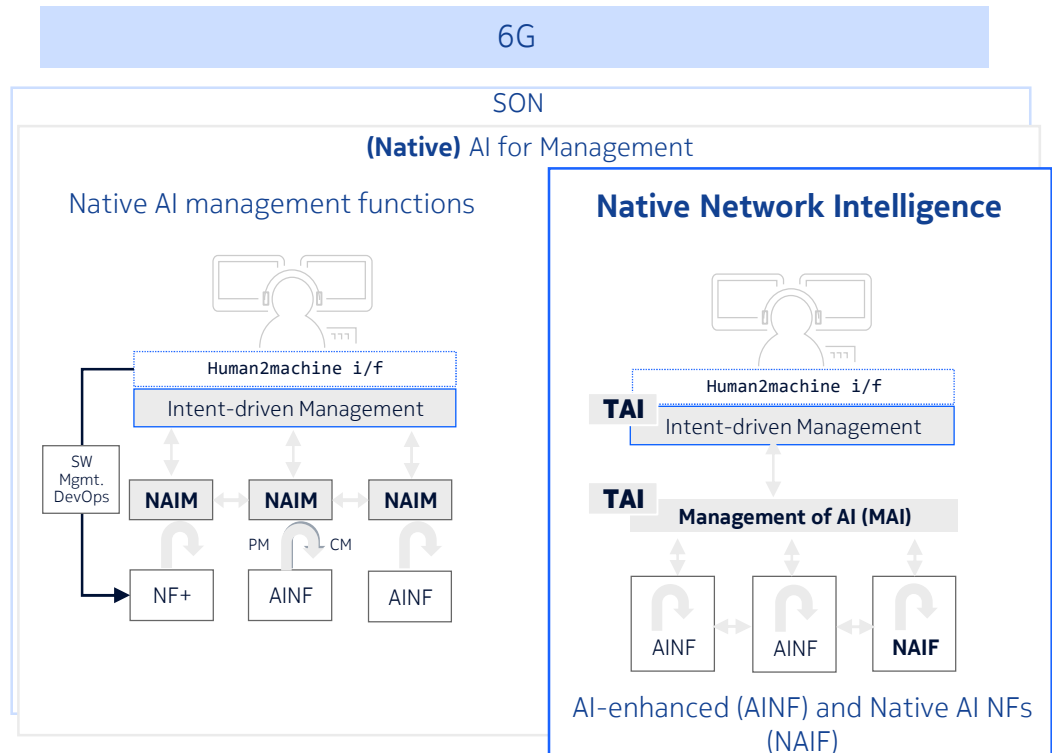 6G
SON
(Native) AI for Management
Native AI management functions
Human2machine i/f
Intent-driven Management
SW
Mgmt.
DevOps
NAIM
NAIM
NAIM
PM
CM
NF+
AINF
AINF
Native Network Intelligence
Human2machine i/f
TAI
Intent-driven Management
TAI
Management of AI (MAI)
AINF
AINF
NAIF
AI-enhanced (AINF) and Native AI NFs
(NAIF)